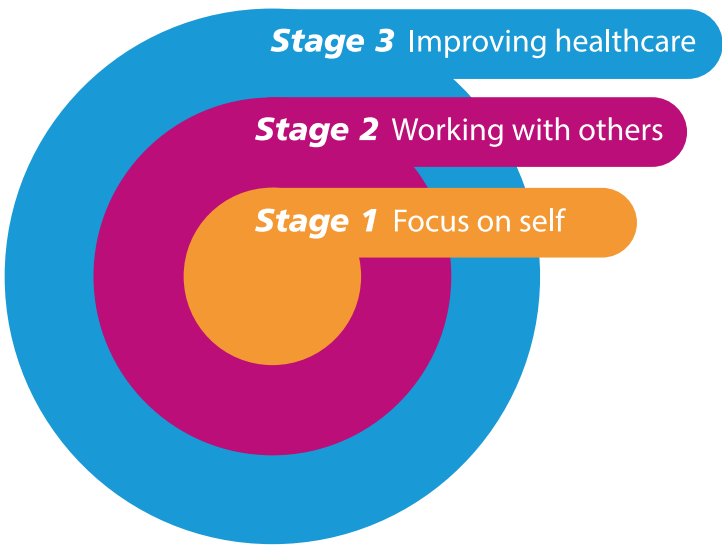 Stage 3 Improving healthcare
Stage 2 Working with others
Stage 1 Focus on self